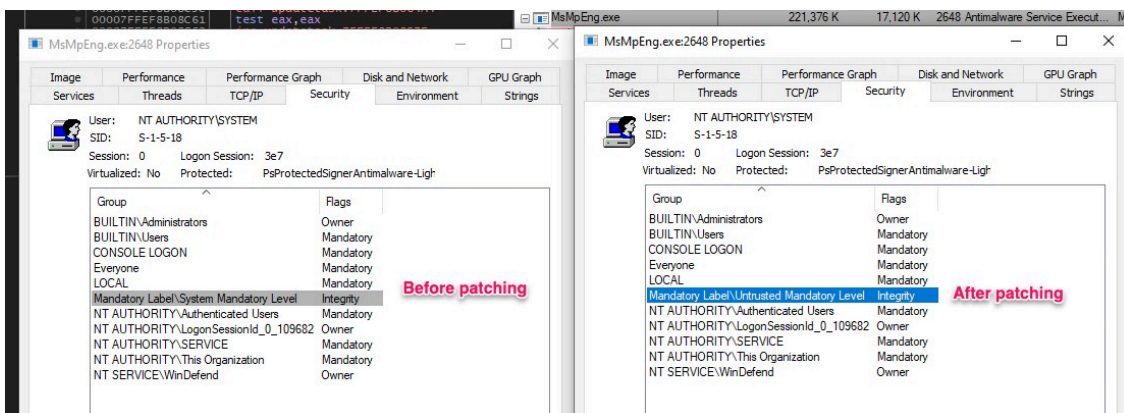 00007FFEF8B08C61 test eax,eax
MsMpEng.exe 221,376 K 17,120 K 2648 Antimalware Service Execut...
MsMpEng.exe:2648 Properties
Image Performance Performance Graph Disk and Network GPU Graph
Services Threads TCP/IP Security Environment Strings
User: NT AUTHORITY\SYSTEM
SID: S-1-5-18
Session: 0 Logon Session: 3e7
Virtualized: No Protected: PsProtectedSignerAntimalware-Ligh
Group Flags
BUILTIN\Administrators Owner
BUILTIN\Users Mandatory
CONSOLE LOGON Mandatory
Everyone Mandatory
LOCAL Mandatory
Mandatory Label\System Mandatory Level Integrity
NT AUTHORITY\Authenticated Users Mandatory
NT AUTHORITY\LogonSessionId_0_109682 Owner
NT AUTHORITY\SERVICE Mandatory
NT AUTHORITY\This Organization Mandatory
NT SERVICE\WinDefend Owner
Before patching
MsMpEng.exe:2648 Properties
Image Performance Performance Graph Disk and Network GPU Graph
Services Threads TCP/IP Security Environment Strings
User: NT AUTHORITY\SYSTEM
SID: S-1-5-18
Session: 0 Logon Session: 3e7
Virtualized: No Protected: PsProtectedSignerAntimalware-Ligh
Group Flags
BUILTIN\Administrators Owner
BUILTIN\Users Mandatory
CONSOLE LOGON Mandatory
Everyone Mandatory
LOCAL Mandatory
Mandatory Label\Untrusted Mandatory Level Integrity
NT AUTHORITY\Authenticated Users Mandatory
NT AUTHORITY\LogonSessionId_0_109682 Owner
NT AUTHORITY\SERVICE Mandatory
NT AUTHORITY\This Organization Mandatory
NT SERVICE\WinDefend Owner
After patching